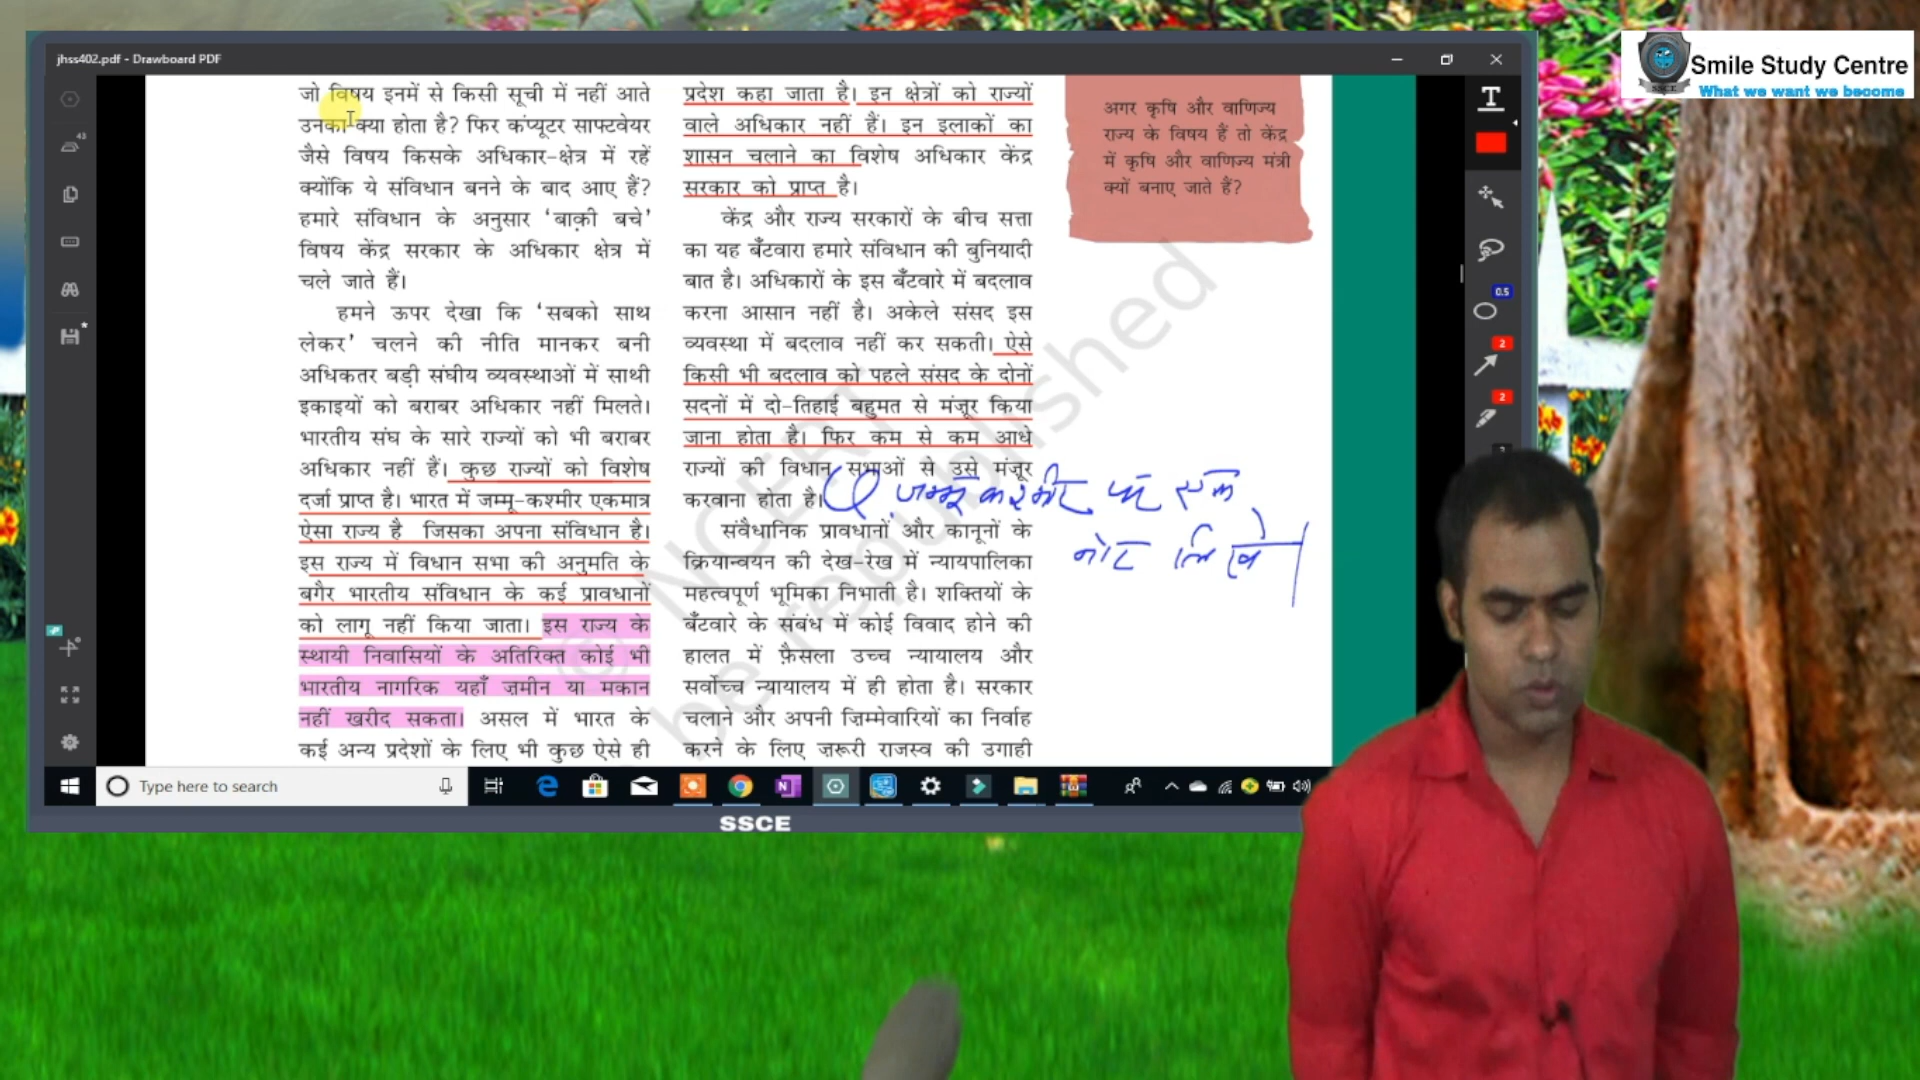 jhss402.pdf - Drawboard PDF
Smile Study Centre
What we want we become
SSCE
जो विषय इनमें से किसी सूची में नहीं आते
उनका क्या होता है? फिर कंप्यूटर साफ्टवेयर
जैसे विषय किसके अधिकार-क्षेत्र में रहें
क्योंकि ये संविधान बनने के बाद आए हैं?
हमारे संविधान के अनुसार ‘बाक़ी बचे’
विषय केंद्र सरकार के अधिकार क्षेत्र में
चले जाते हैं।
हमने ऊपर देखा कि ‘सबको साथ
लेकर’ चलने की नीति मानकर बनी
अधिकतर बड़ी संघीय व्यवस्थाओं में साथी
इकाइयों को बराबर अधिकार नहीं मिलते।
भारतीय संघ के सारे राज्यों को भी बराबर
अधिकार नहीं हैं। कुछ राज्यों को विशेष
दर्जा प्राप्त है। भारत में जम्मू-कश्मीर एकमात्र
ऐसा राज्य है जिसका अपना संविधान है।
इस राज्य में विधान सभा की अनुमति के
बगैर भारतीय संविधान के कई प्रावधानों
को लागू नहीं किया जाता। इस राज्य के
स्थायी निवासियों के अतिरिक्त कोई भी
भारतीय नागरिक यहाँ ज़मीन या मकान
नहीं खरीद सकता। असल में भारत के
कई अन्य प्रदेशों के लिए भी कुछ ऐसे ही
प्रदेश कहा जाता है। इन क्षेत्रों को राज्यों
वाले अधिकार नहीं हैं। इन इलाकों का
शासन चलाने का विशेष अधिकार केंद्र
सरकार को प्राप्त है।
केंद्र और राज्य सरकारों के बीच सत्ता
का यह बँटवारा हमारे संविधान की बुनियादी
बात है। अधिकारों के इस बँटवारे में बदलाव
करना आसान नहीं है। अकेले संसद इस
व्यवस्था में बदलाव नहीं कर सकती। ऐसे
किसी भी बदलाव को पहले संसद के दोनों
सदनों में दो-तिहाई बहुमत से मंजूर किया
जाना होता है। फिर कम से कम आधे
राज्यों की विधान सभाओं से उसे मंजूर
करवाना होता है।
संवैधानिक प्रावधानों और कानूनों के
क्रियान्वयन की देख-रेख में न्यायपालिका
महत्वपूर्ण भूमिका निभाती है। शक्तियों के
बँटवारे के संबंध में कोई विवाद होने की
हालत में फ़ैसला उच्च न्यायालय और
सर्वोच्च न्यायालय में ही होता है। सरकार
चलाने और अपनी ज़िम्मेवारियों का निर्वाह
करने के लिए ज़रूरी राजस्व की उगाही
अगर कृषि और वाणिज्य
राज्य के विषय हैं तो केंद्र
में कृषि और वाणिज्य मंत्री
क्यों बनाए जाते हैं?
Q. जम्मू कश्मीर पर एक
नोट लिखें।
© NCERT
be republished
T
43
0.5
2
2
Type here to search